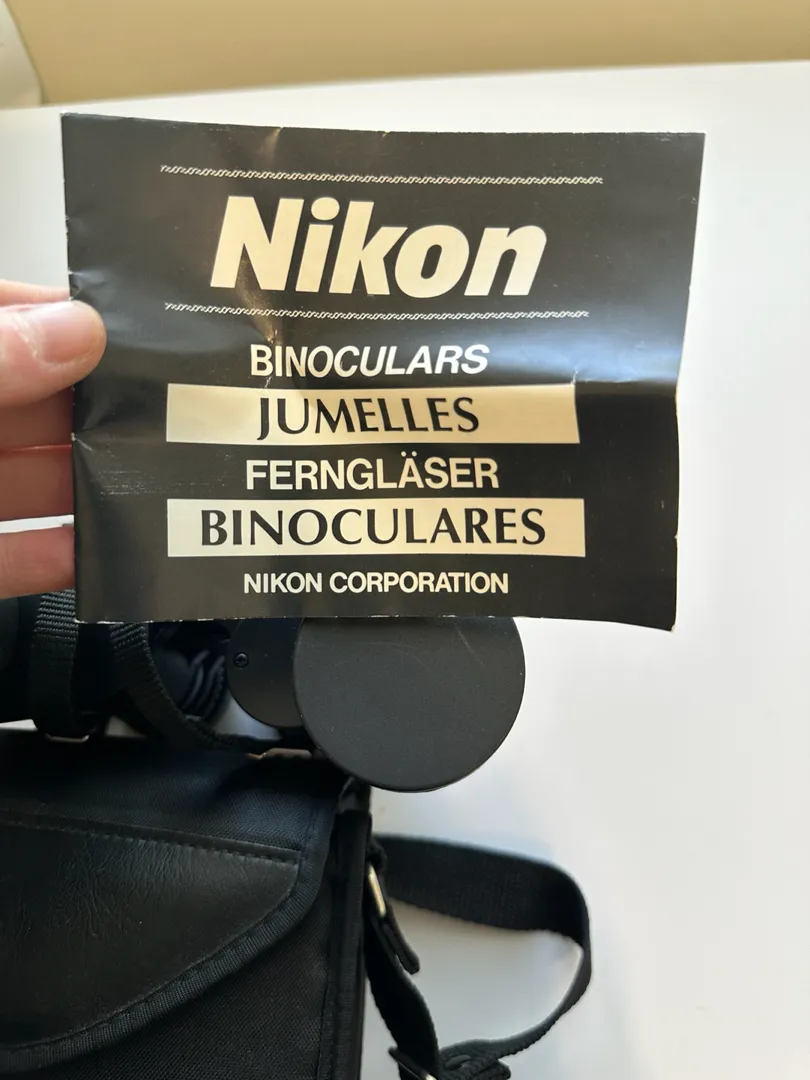 Nikon
BINOCULARS
JUMELLES
FERNGLÄSER
BINOCULARES
NIKON CORPORATION